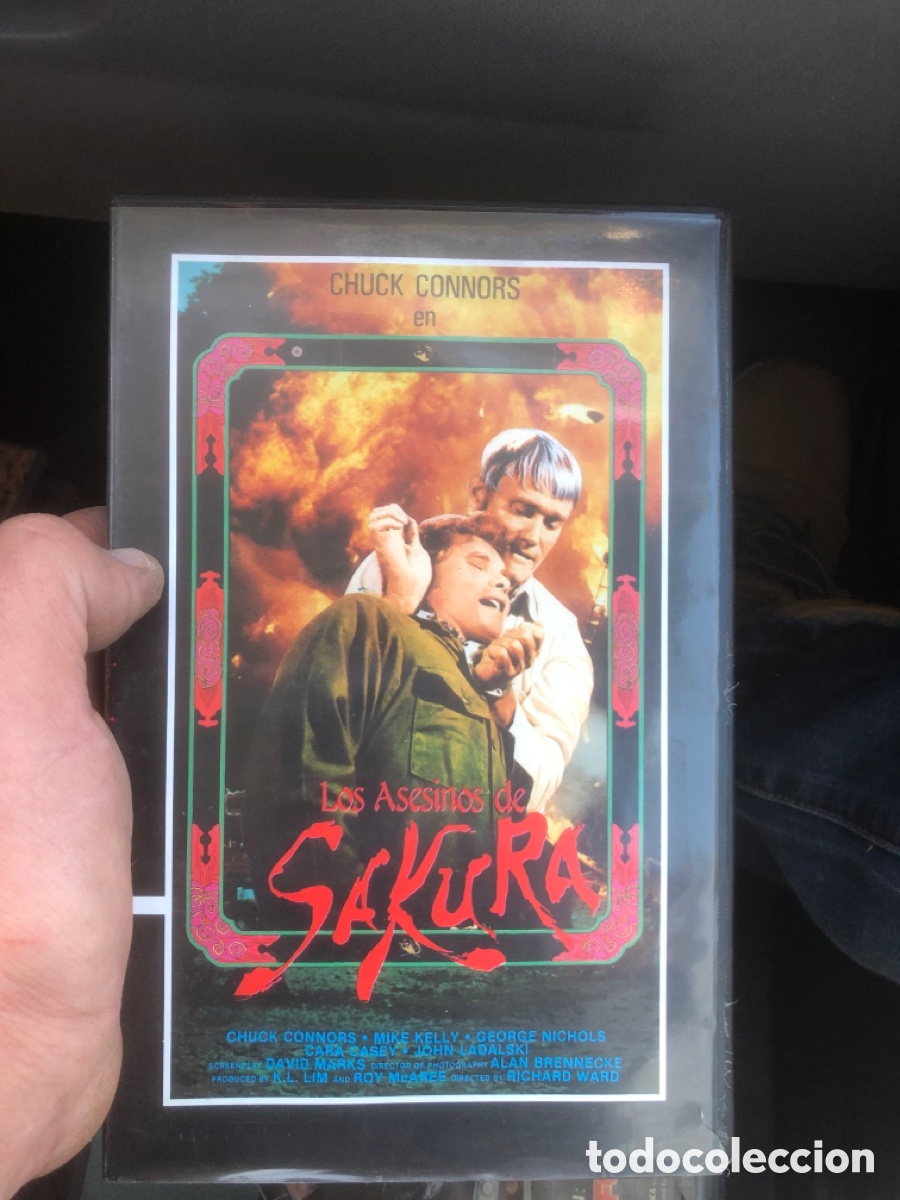 CHUCK CONNORS
en
Los Asesinos de
SAKURA
CHUCK CONNORS • MIKE KELLY • GEORGE NICHOLS
CARA CASEY • JOHN LADALSKI
SCREENPLAY BY DAVID MARKS DIRECTOR OF PHOTOGRAPHY ALAN BRENNECKE
PRODUCED BY K.L. LIM AND ROY McAREE DIRECTED BY RICHARD WARD
todocoleccion